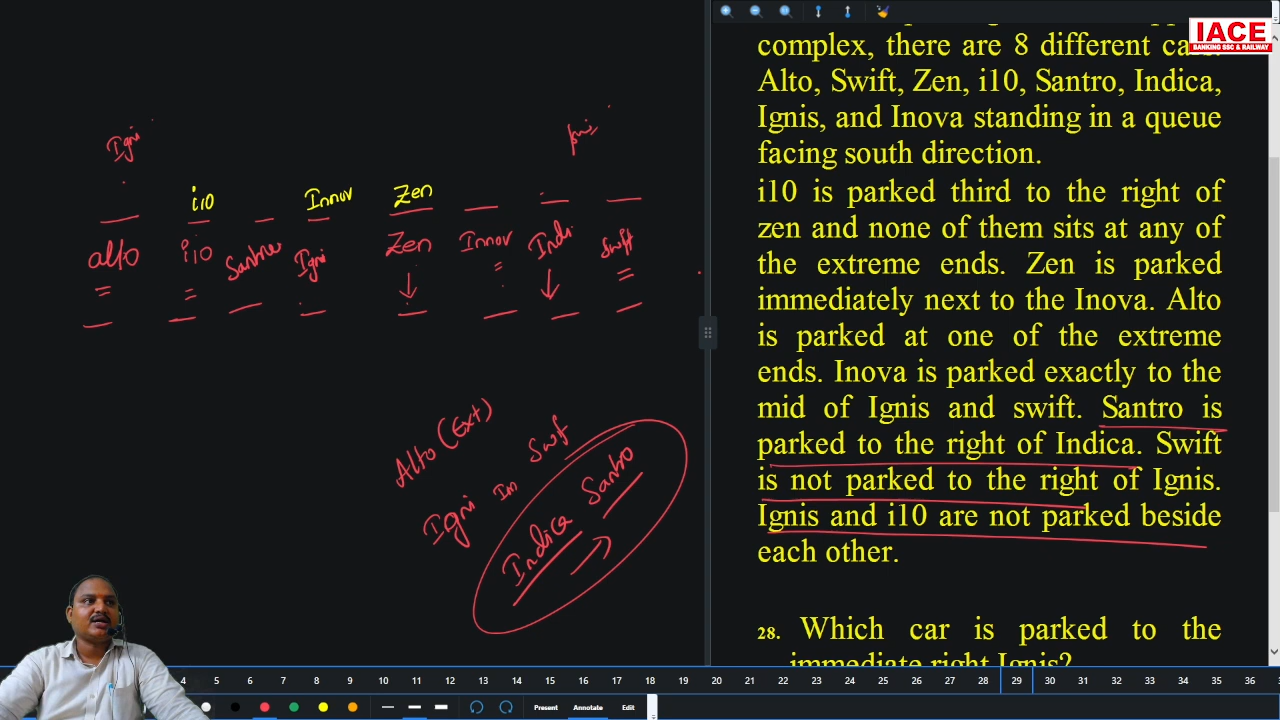 IACE
BANKING SSC & RAILWAY
complex, there are 8 different
Alto, Swift, Zen, i10, Santro, Indica,
Ignis, and Inova standing in a queue
facing south direction.
i10 is parked third to the right of
zen and none of them sits at any of
the extreme ends. Zen is parked
immediately next to the Inova. Alto
is parked at one of the extreme
ends. Inova is parked exactly to the
mid of Ignis and swift. Santro is
parked to the right of Indica. Swift
is not parked to the right of Ignis.
Ignis and i10 are not parked beside
each other.
28. Which car is parked to the
immediate right Ignis?
Igni
i10 Innov Zen
alto i10 Igni Zen Innov Indi Swift
Alto (Ext)
Igni Inn Swf
Indica Santro
4 5 6 7 8 9 10 11 12 13 14 15 16 17 18 19 20 21 22 23 24 25 26 27 28 29 30 31 32 33 34 35 36
Present Annotate Edit